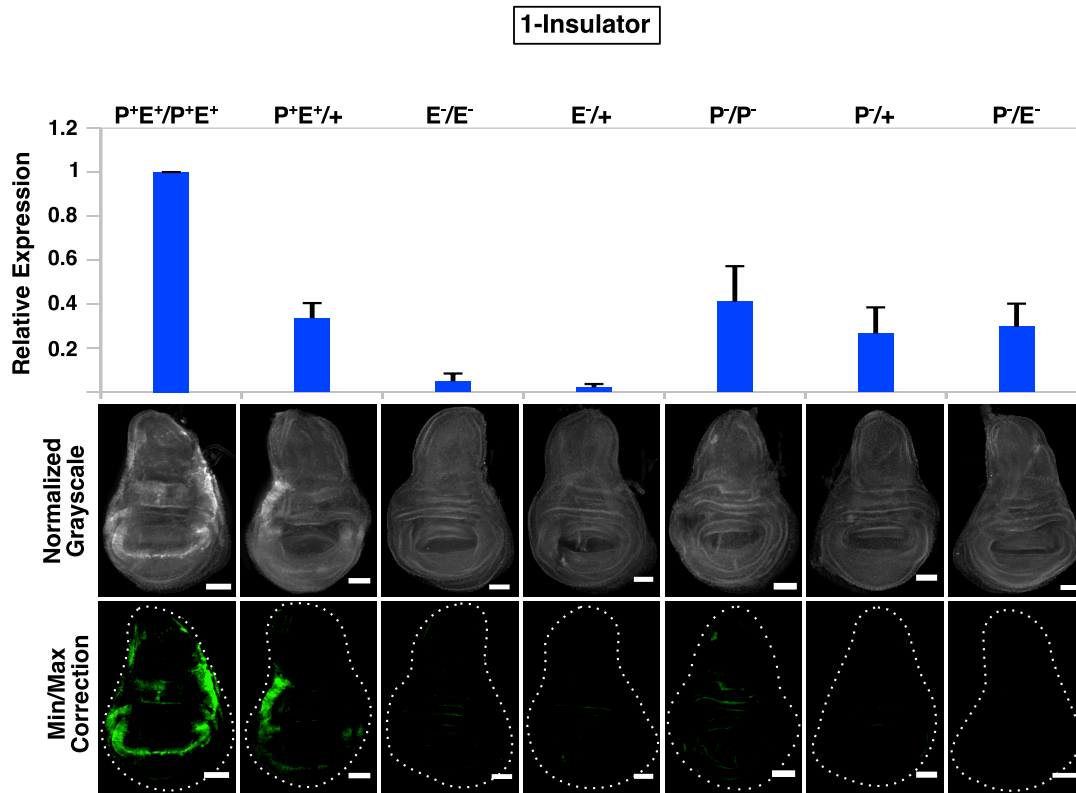 1-Insulator
P⁺E⁺/P⁺E⁺ P⁺E⁺/+ E⁻/E⁻ E⁻/+ P⁻/P⁻ P⁻/+ P⁻/E⁻
1.2
1
0.8
0.6
0.4
0.2
Relative Expression
Normalized
Grayscale
Min/Max
Correction